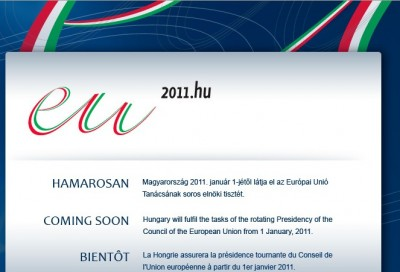 eu
2011.hu
HAMAROSAN
Magyarország 2011. január 1-jétől látja el az Európai Unió
Tanácsának soros elnöki tisztét.
COMING SOON
Hungary will fulfil the tasks of the rotating Presidency of the
Council of the European Union from 1 January, 2011.
BIENTÔT
La Hongrie assurera la présidence tournante du Conseil de
l'Union européenne à partir du 1er janvier 2011.